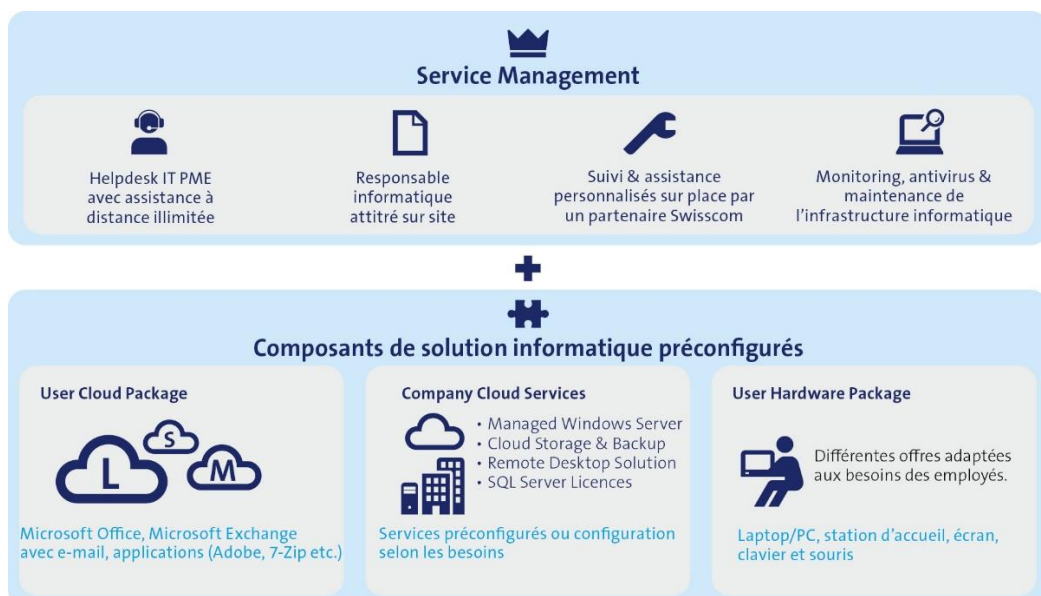 Service Management
Helpdesk IT PME
avec assistance à
distance illimitée
Responsable
informatique
attitré sur site
Suivi & assistance
personnalisés sur place par
un partenaire Swisscom
Monitoring, antivirus &
maintenance de
l'infrastructure informatique
Composants de solution informatique préconfigurés
User Cloud Package
L
S
M
Microsoft Office, Microsoft Exchange
avec e-mail, applications (Adobe, 7-Zip etc.)
Company Cloud Services
• Managed Windows Server
• Cloud Storage & Backup
• Remote Desktop Solution
• SQL Server Licences
Services préconfigurés ou configuration
selon les besoins
User Hardware Package
Différentes offres adaptées
aux besoins des employés.
Laptop/PC, station d'accueil, écran,
clavier et souris